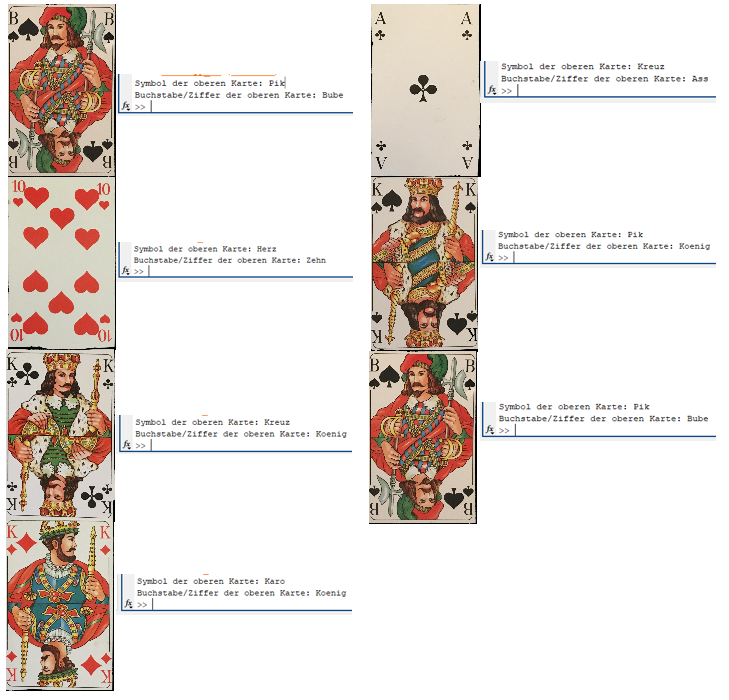 B B
Symbol der oberen Karte: Pik
Buchstabe/Ziffer der oberen Karte: Bube
fx >>
B B
10 10
Symbol der oberen Karte: Herz
Buchstabe/Ziffer der oberen Karte: Zehn
fx >>
10 10
K K
Symbol der oberen Karte: Kreuz
Buchstabe/Ziffer der oberen Karte: Koenig
fx >>
K K
K K
Symbol der oberen Karte: Karo
Buchstabe/Ziffer der oberen Karte: Koenig
fx >>
K K
A A
Symbol der oberen Karte: Kreuz
Buchstabe/Ziffer der oberen Karte: Ass
fx >>
A A
K K
Symbol der oberen Karte: Pik
Buchstabe/Ziffer der oberen Karte: Koenig
fx >>
K K
B B
Symbol der oberen Karte: Pik
Buchstabe/Ziffer der oberen Karte: Bube
fx >>
B B